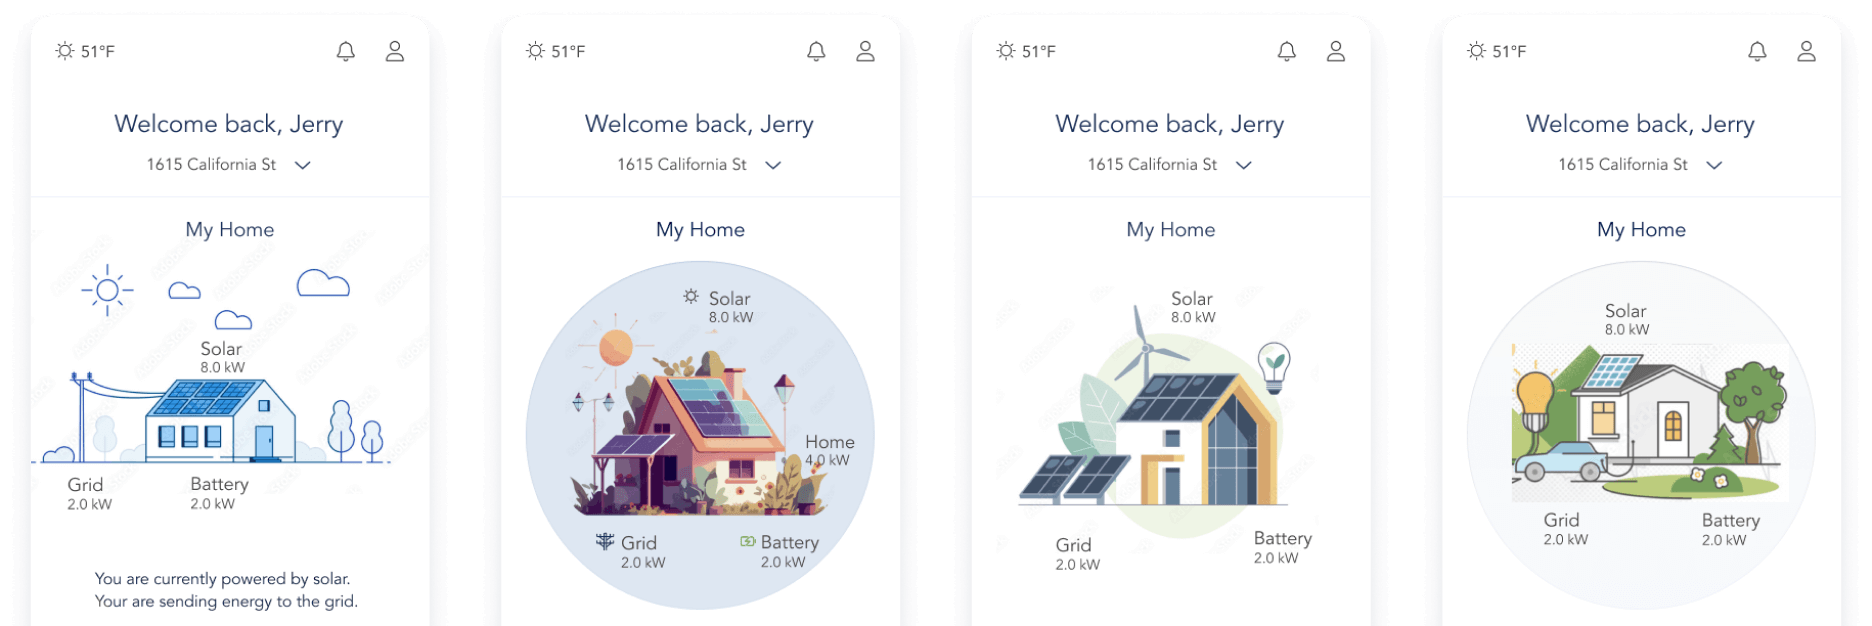 51°F
Welcome back, Jerry
1615 California St
My Home
Solar
8.0 kW
Grid
2.0 kW
Battery
2.0 kW
You are currently powered by solar.
Your are sending energy to the grid.
51°F
Welcome back, Jerry
1615 California St
My Home
Solar
8.0 kW
Home
4.0 kW
Grid
2.0 kW
Battery
2.0 kW
51°F
Welcome back, Jerry
1615 California St
My Home
Solar
8.0 kW
Grid
2.0 kW
Battery
2.0 kW
51°F
Welcome back, Jerry
1615 California St
My Home
Solar
8.0 kW
Grid
2.0 kW
Battery
2.0 kW